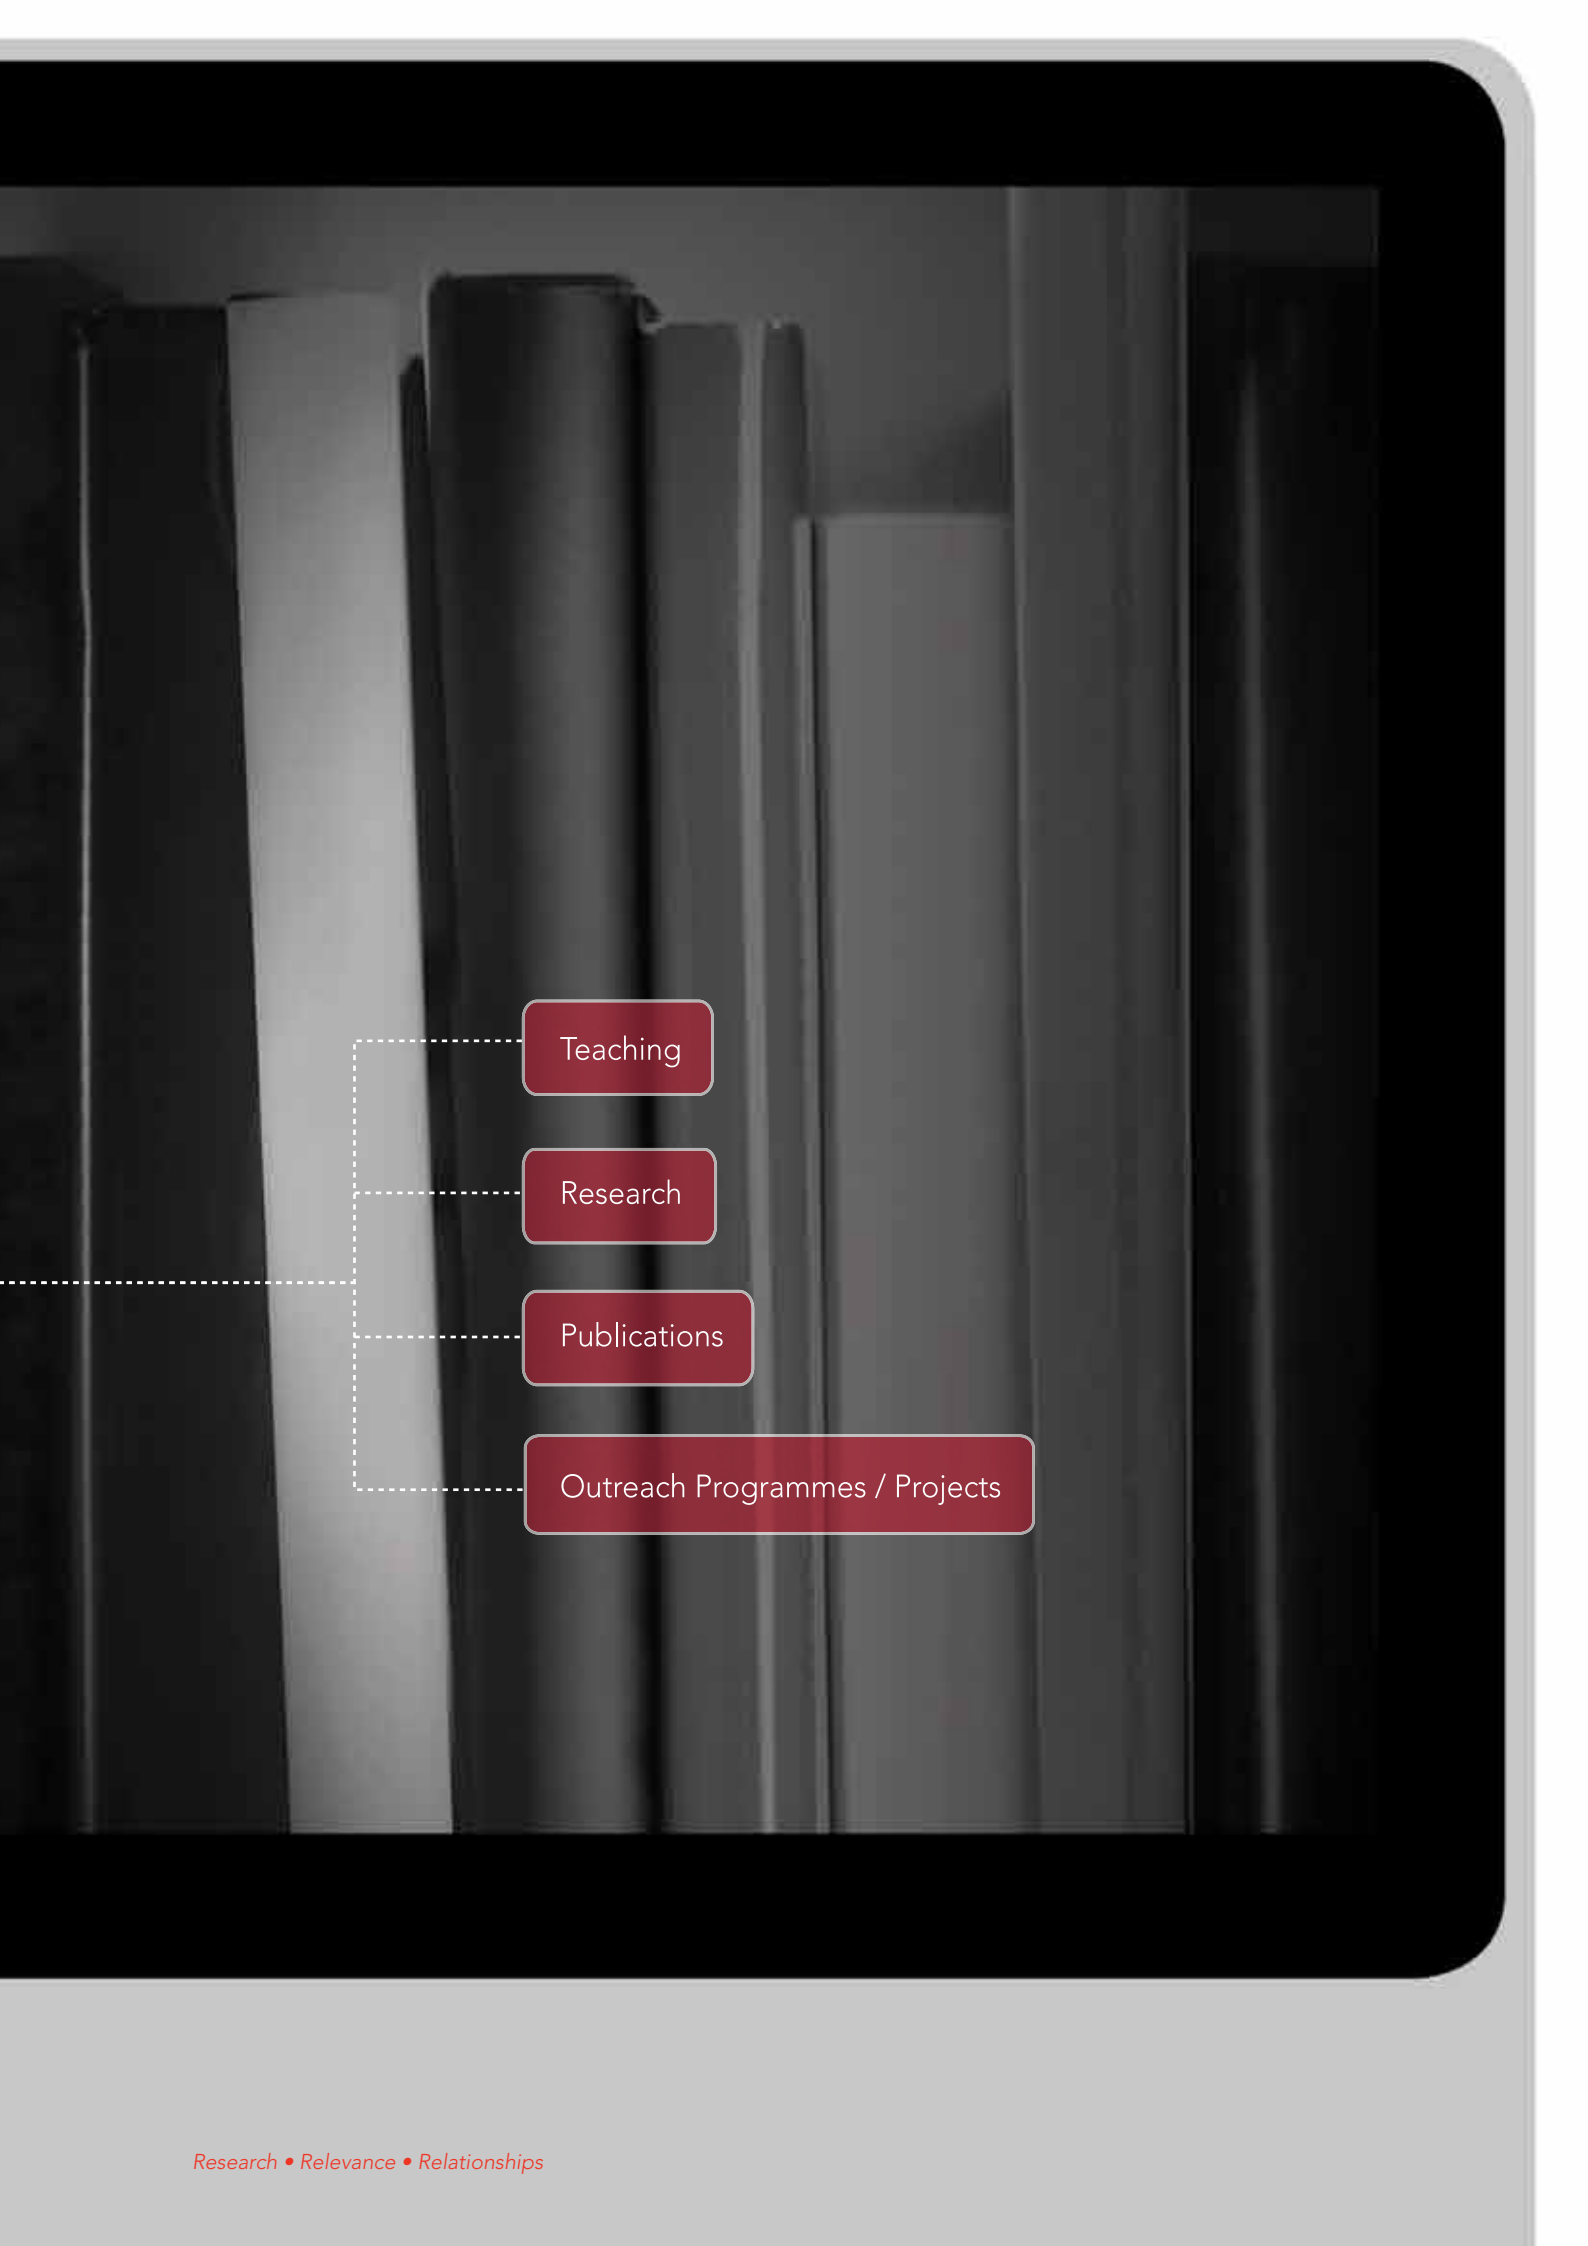 Teaching
Research
Publications
Outreach Programmes / Projects
Research • Relevance • Relationships